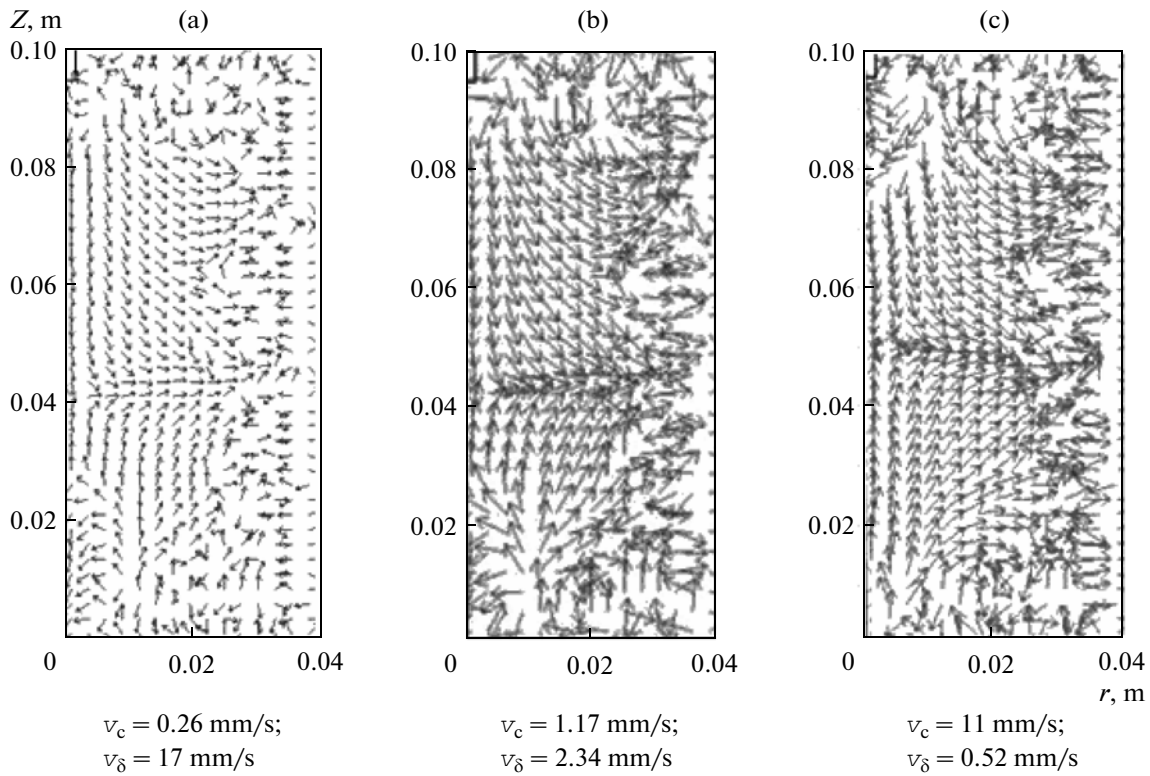 Z, m
(a)
(b)
(c)
0.10
0.08
0.06
0.04
0.02
0
0.02
0.04
0.10
0.08
0.06
0.04
0.02
0
0.02
0.04
0.10
0.08
0.06
0.04
0.02
0
0.02
0.04
r, m
v_c = 0.26 mm/s;
v_δ = 17 mm/s
v_c = 1.17 mm/s;
v_δ = 2.34 mm/s
v_c = 11 mm/s;
v_δ = 0.52 mm/s